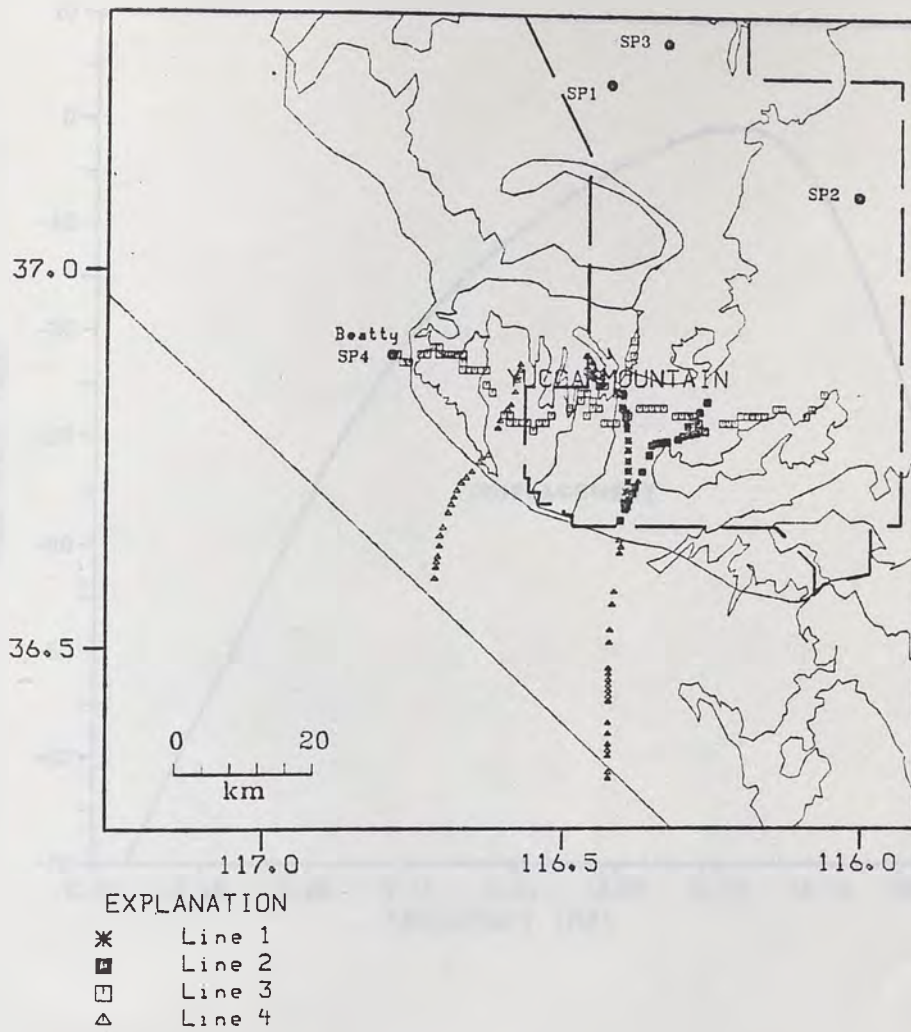 SP3
SP1
SP2
37.0
Beatty
SP4
YUCCA MOUNTAIN
36.5
0 20
km
117.0 116.5 116.0
EXPLANATION
Line 1
Line 2
Line 3
Line 4